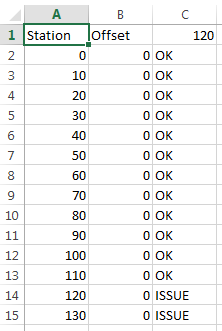 A B C
1 Station Offset 120
2 0 0 OK
3 10 0 OK
4 20 0 OK
5 30 0 OK
6 40 0 OK
7 50 0 OK
8 60 0 OK
9 70 0 OK
10 80 0 OK
11 90 0 OK
12 100 0 OK
13 110 0 OK
14 120 0 ISSUE
15 130 0 ISSUE